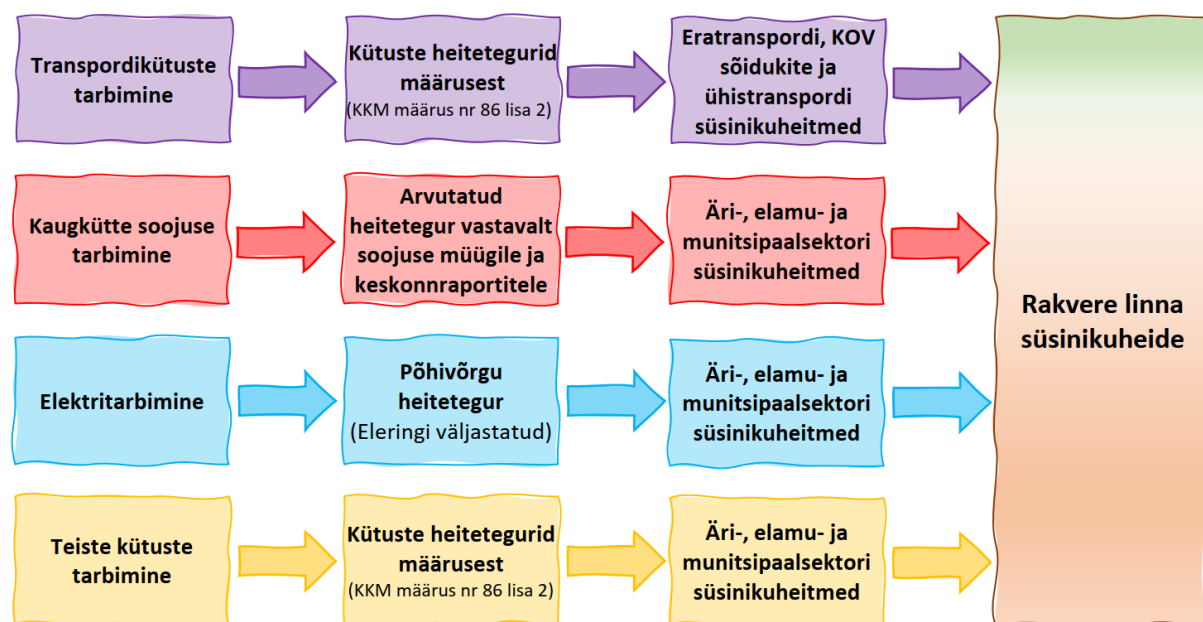 Transpordikütuste
tarbimine
Kütuste heitetegurid
määrusest
(KKM määrus nr 86 lisa 2)
Eratranspordi, KOV
sõidukite ja
ühistranspordi
süsinikuheitmed
Kaugkütte soojuse
tarbimine
Arvutatud
heitetegur vastavalt
soojuse müügile ja
keskonnraportitele
Äri-, elamu- ja
munitsipaalsektori
süsinikuheitmed
Elektritarbimine
Põhivõrgu
heitetegur
(Eleringi väljastatud)
Äri-, elamu- ja
munitsipaalsektori
süsinikuheitmed
Teiste kütuste
tarbimine
Kütuste heitetegurid
määrusest
(KKM määrus nr 86 lisa 2)
Äri-, elamu- ja
munitsipaalsektori
süsinikuheitmed
Rakvere linna
süsinikuheide